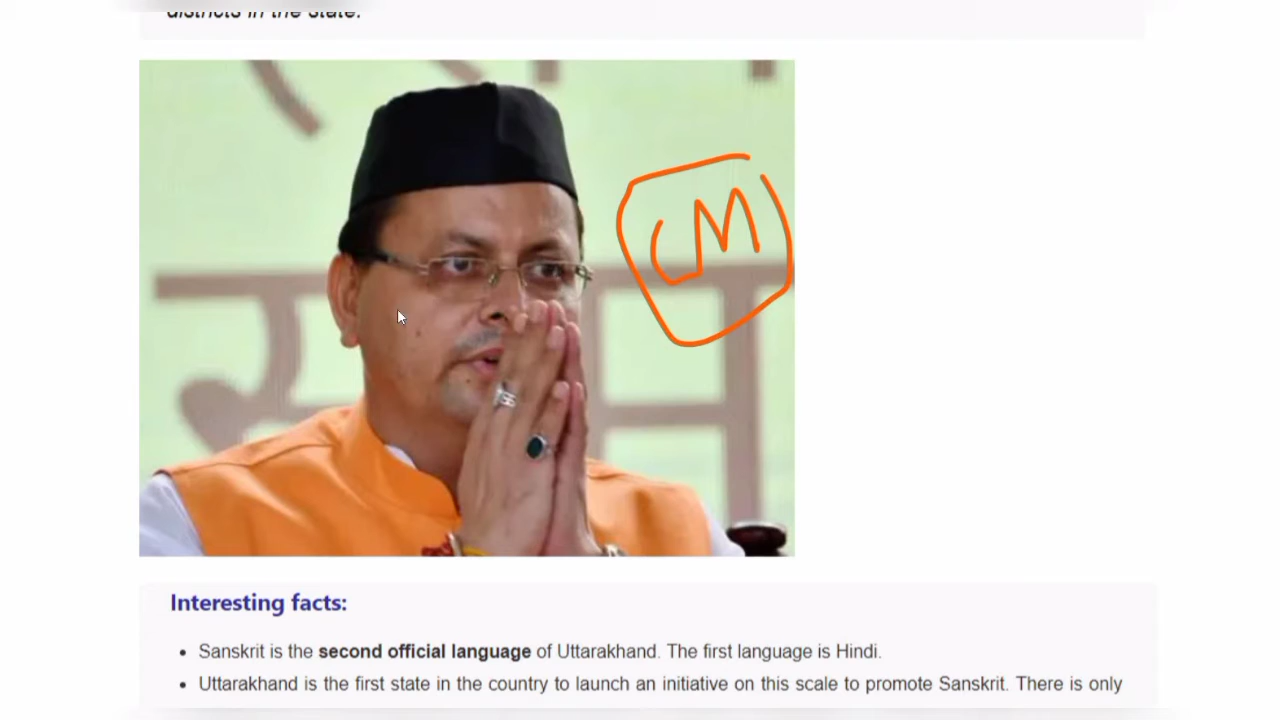 districts in the State.
CM
Interesting facts:
• Sanskrit is the second official language of Uttarakhand. The first language is Hindi.
• Uttarakhand is the first state in the country to launch an initiative on this scale to promote Sanskrit. There is only